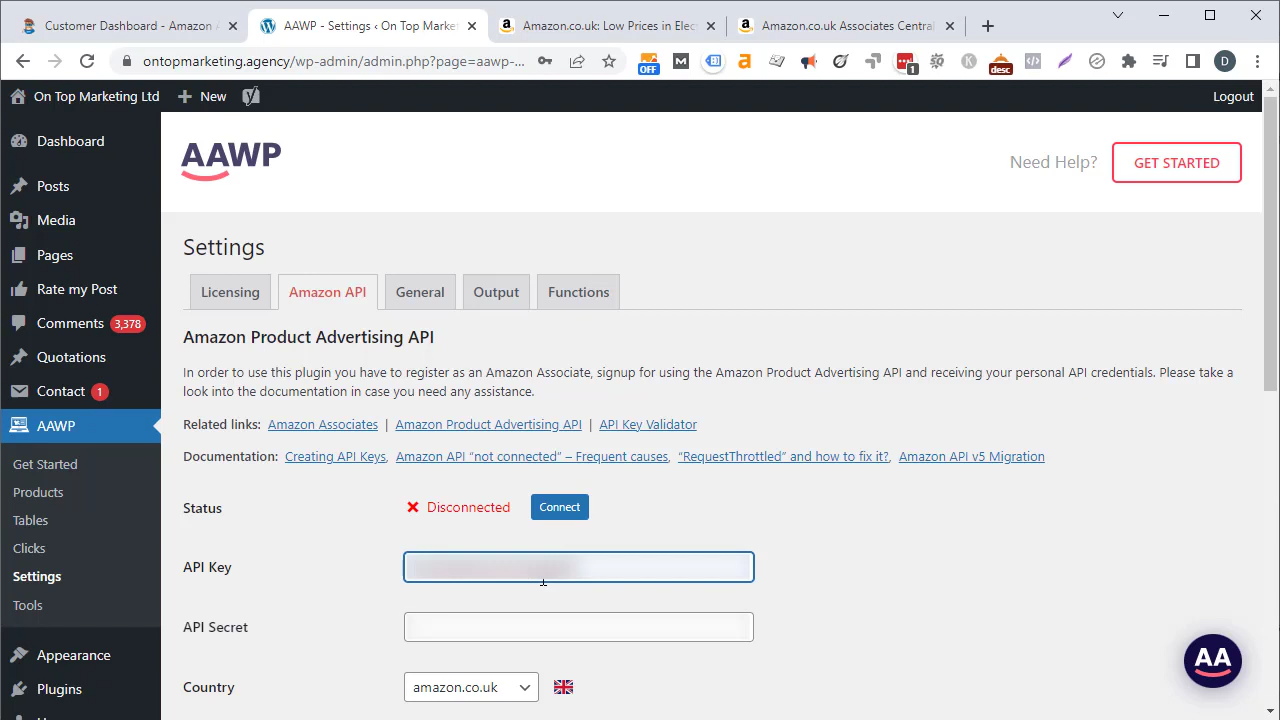 Customer Dashboard - Amazon A
AAWP - Settings ‹ On Top Market
Amazon.co.uk: Low Prices in Elect
Amazon.co.uk Associates Central
ontopmarketing.agency/wp-admin/admin.php?page=aawp-...
OFF
1
desc
D
On Top Marketing Ltd
New
Logout
Dashboard
Posts
Media
Pages
Rate my Post
Comments 3,378
Quotations
Contact 1
AAWP
Get Started
Products
Tables
Clicks
Settings
Tools
Appearance
Plugins
AAWP
Need Help?
GET STARTED
Settings
Licensing
Amazon API
General
Output
Functions
Amazon Product Advertising API
In order to use this plugin you have to register as an Amazon Associate, signup for using the Amazon Product Advertising API and receiving your personal API credentials. Please take a
look into the documentation in case you need any assistance.
Related links: Amazon Associates | Amazon Product Advertising API | API Key Validator
Documentation: Creating API Keys, Amazon API “not connected” – Frequent causes, “RequestThrottled” and how to fix it?, Amazon API v5 Migration
Status
Disconnected
Connect
API Key
API Secret
Country
amazon.co.uk
AA